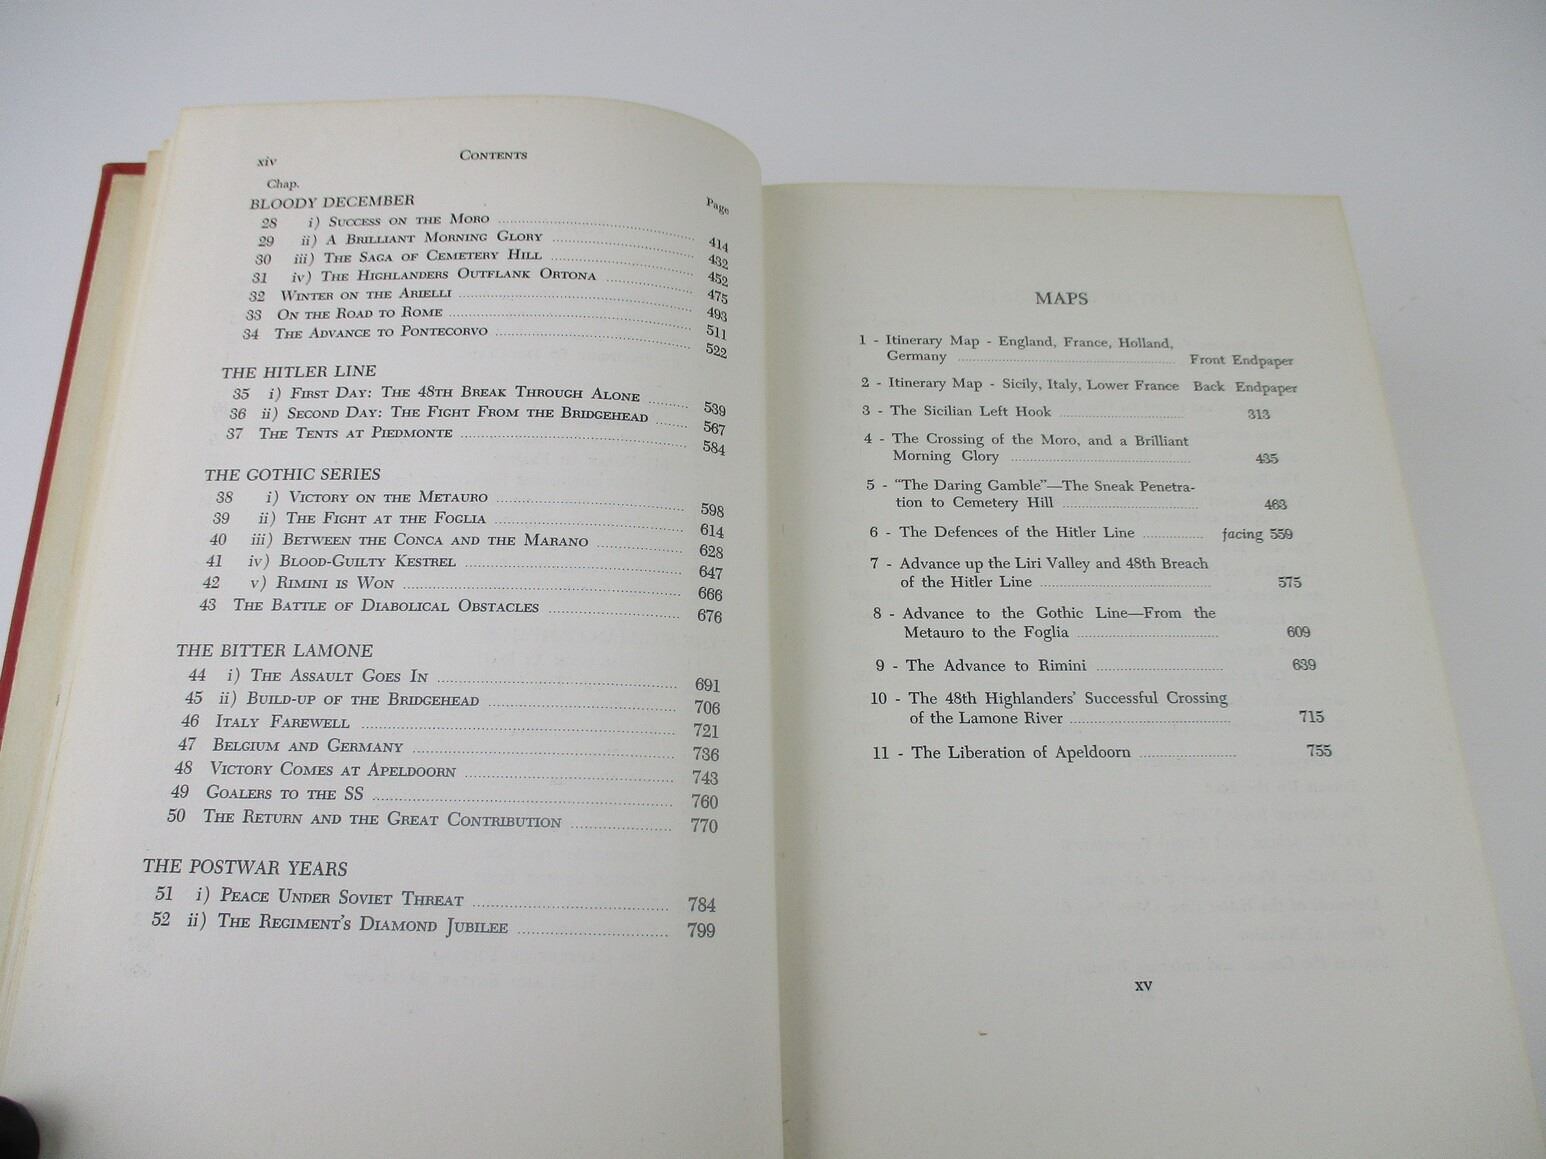 xiv Contents
Chap. Page
BLOODY DECEMBER
28 i) Success on the Moro 414
29 ii) A Brilliant Morning Glory 432
30 iii) The Saga of Cemetery Hill 452
31 iv) The Highlanders Outflank Ortona 475
32 Winter on the Arielli 493
33 On the Road to Rome 511
34 The Advance to Pontecorvo 522
THE HITLER LINE
35 i) First Day: The 48th Break Through Alone 539
36 ii) Second Day: The Fight From the Bridgehead 567
37 The Tents at Piedmonte 584
THE GOTHIC SERIES
38 i) Victory on the Metauro 598
39 ii) The Fight at the Foglia 614
40 iii) Between the Conca and the Marano 628
41 iv) Blood-Guilty Kestrel 647
42 v) Rimini is Won 666
43 The Battle of Diabolical Obstacles 676
THE BITTER LAMONE
44 i) The Assault Goes In 691
45 ii) Build-up of the Bridgehead 706
46 Italy Farewell 721
47 Belgium and Germany 736
48 Victory Comes at Apeldoorn 743
49 Goalers to the SS 760
50 The Return and the Great Contribution 770
THE POSTWAR YEARS
51 i) Peace Under Soviet Threat 784
52 ii) The Regiment's Diamond Jubilee 799
MAPS
1 - Itinerary Map - England, France, Holland,
Germany Front Endpaper
2 - Itinerary Map - Sicily, Italy, Lower France Back Endpaper
3 - The Sicilian Left Hook 313
4 - The Crossing of the Moro, and a Brilliant
Morning Glory 435
5 - "The Daring Gamble"—The Sneak Penetra-
tion to Cemetery Hill 463
6 - The Defences of the Hitler Line facing 559
7 - Advance up the Liri Valley and 48th Breach
of the Hitler Line 575
8 - Advance to the Gothic Line—From the
Metauro to the Foglia 609
9 - The Advance to Rimini 639
10 - The 48th Highlanders' Successful Crossing
of the Lamone River 715
11 - The Liberation of Apeldoorn 755
xv